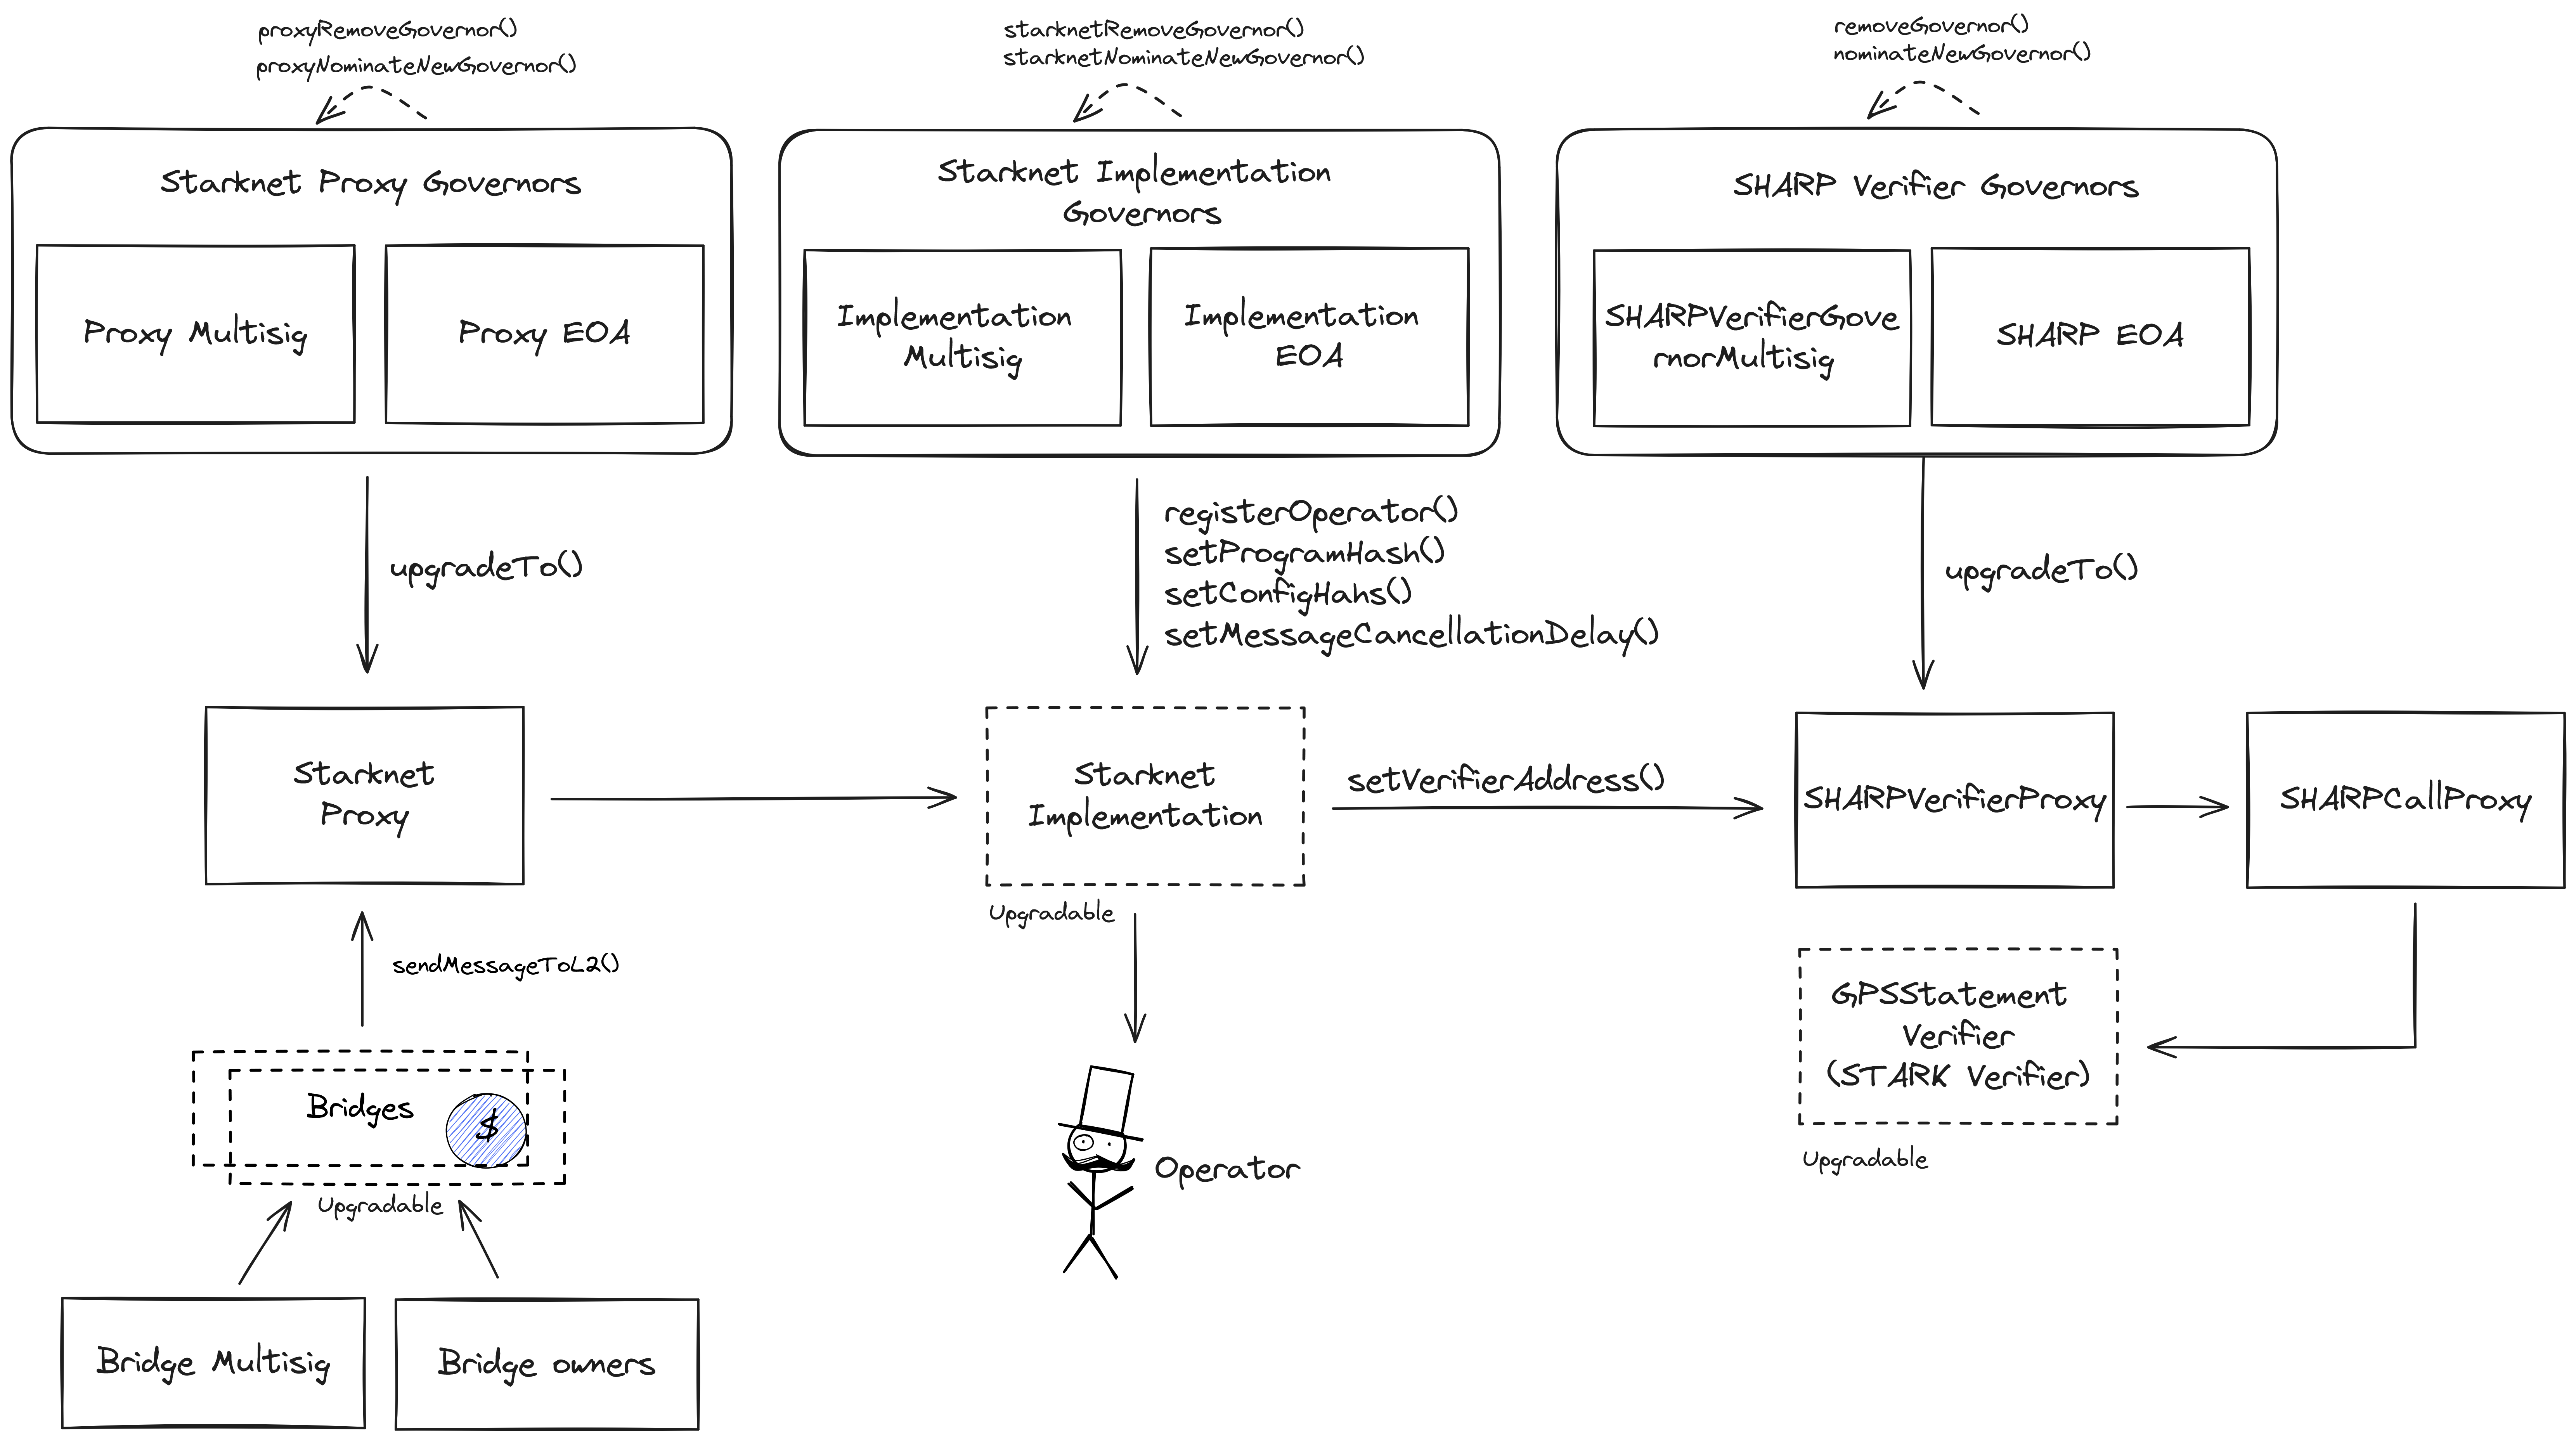 proxyRemoveGovernor()
proxyNominateNewGovernor()
starknetRemoveGovernor()
starknetNominateNewGovernor()
removeGovernor()
nominateNewGovernor()
Starknet Proxy Governors
Proxy Multisig
Proxy EOA
Starknet Implementation
Governors
Implementation
Multisig
Implementation
EOA
SHARP Verifier Governors
SHARPVerifierGove
rnorMultisig
SHARP EOA
upgradeTo()
registerOperator()
setProgramHash()
setConfigHahs()
setMessageCancellationDelay()
upgradeTo()
Starknet
Proxy
Starknet
Implementation
Upgradable
setVerifierAddress()
SHARPVerifierProxy
SHARPCallProxy
sendMessageToL2()
GPSStatement
Verifier
(STARK Verifier)
Upgradable
Bridges
$
Upgradable
Operator
Bridge Multisig
Bridge owners